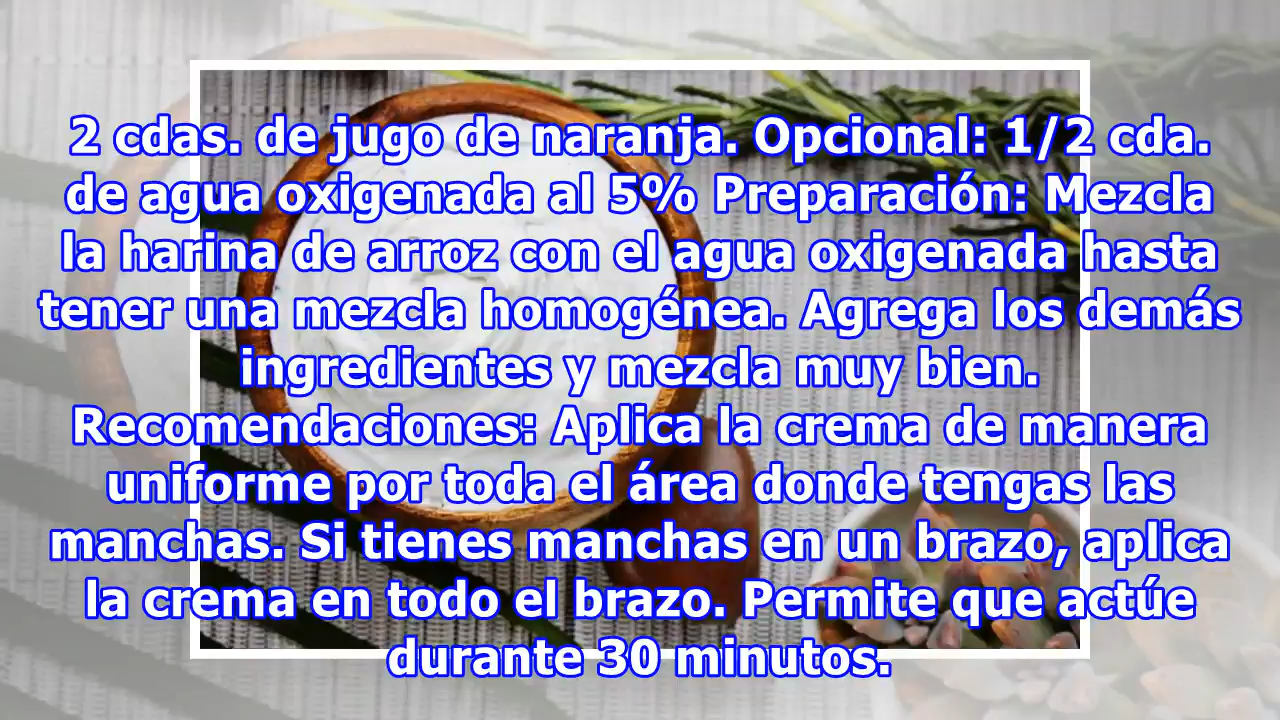 2 cdas. de jugo de naranja. Opcional: 1/2 cda.
de agua oxigenada al 5% Preparación: Mezcla
la harina de arroz con el agua oxigenada hasta
tener una mezcla homogénea. Agrega los demás
ingredientes y mezcla muy bien.
Recomendaciones: Aplica la crema de manera
uniforme por toda el área donde tengas las
manchas. Si tienes manchas en un brazo, aplica
la crema en todo el brazo. Permite que actúe
durante 30 minutos.